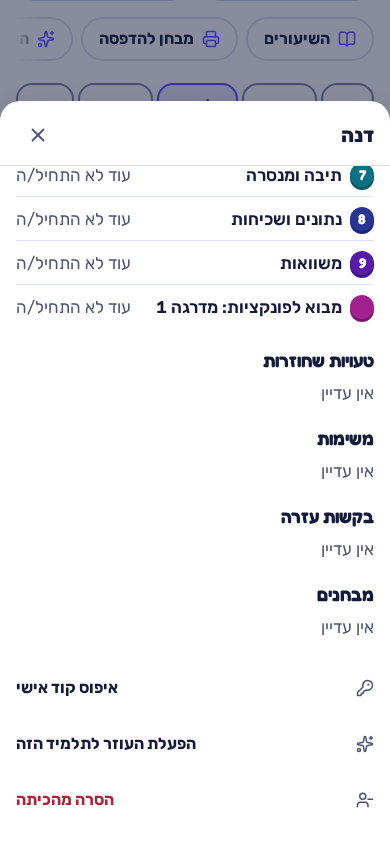 השיעורים
מבחן להדפסה
דנה
7 תיבה ומנסרה עוד לא התחיל/ה
8 נתונים ושכיחות עוד לא התחיל/ה
9 משוואות עוד לא התחיל/ה
מבוא לפונקציות: מדרגה 1 עוד לא התחיל/ה
טעויות שחוזרות
אין עדיין
משימות
אין עדיין
בקשות עזרה
אין עדיין
מבחנים
אין עדיין
איפוס קוד אישי
הפעלת העוזר לתלמיד הזה
הסרה מהכיתה